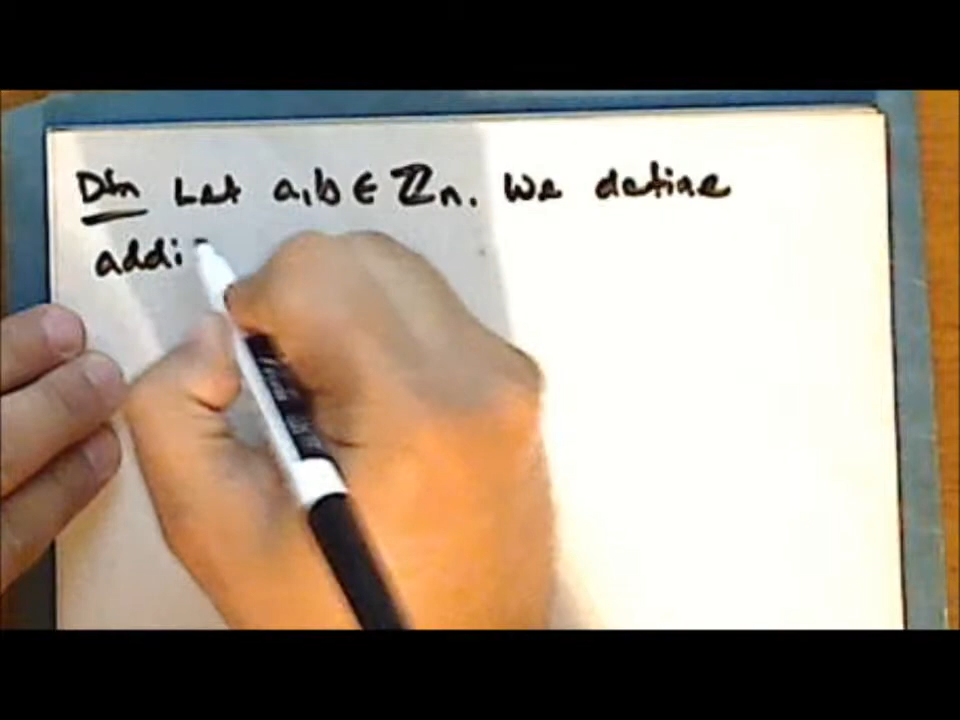 Dfn Let a,b ∈ ℤn. We define
addi